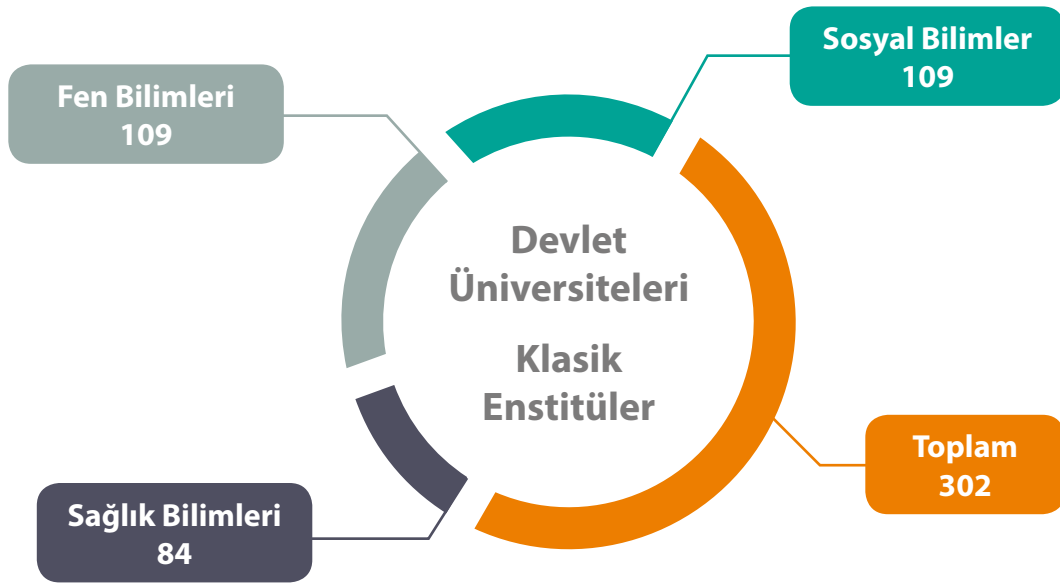 Sosyal Bilimler
109
Fen Bilimleri
109
Devlet
Üniversiteleri
Klasik
Enstitüler
Toplam
302
Sağlık Bilimleri
84